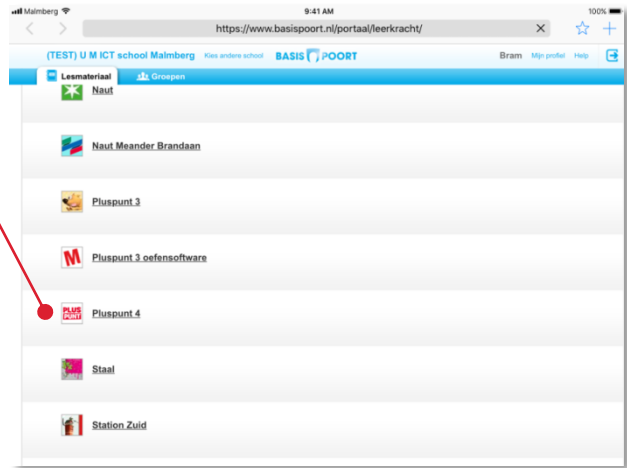 Malmberg 9:41 AM 100%
https://www.basispoort.nl/portaal/leerkracht/
(TEST) U M ICT school Malmberg Kies andere school BASIS POORT Bram Mijn profiel Help
Lesmateriaal Groepen
Naut
Naut Meander Brandaan
Pluspunt 3
M Pluspunt 3 oefensoftware
PLUS
PUNT
Pluspunt 4
Staal
Station Zuid